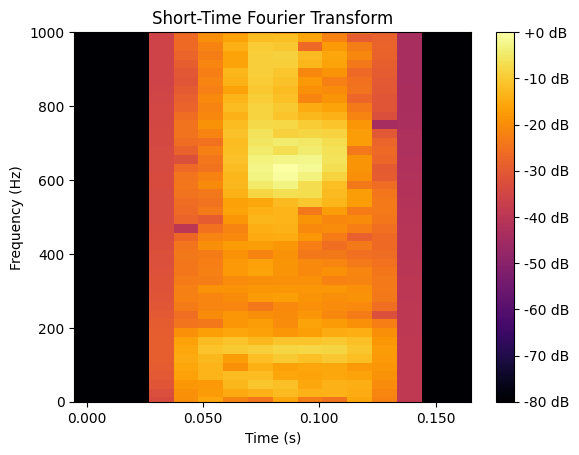 Short-Time Fourier Transform
1000
800
600
400
200
0
Frequency (Hz)
0.000
0.050
0.100
0.150
Time (s)
+0 dB
-10 dB
-20 dB
-30 dB
-40 dB
-50 dB
-60 dB
-70 dB
-80 dB